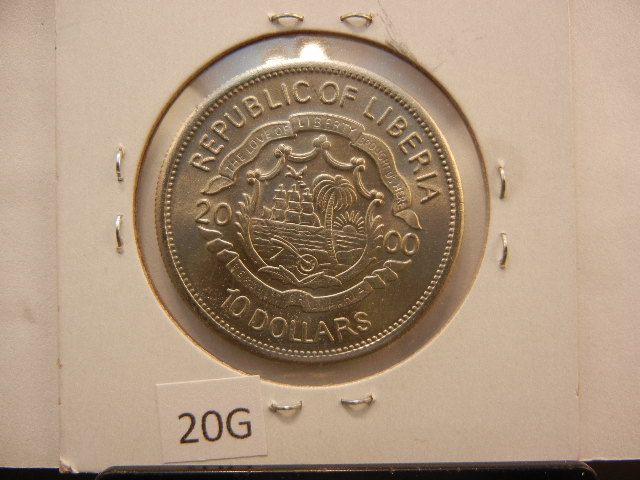 REPUBLIC OF LIBERIA
THE LOVE OF LIBERTY BROUGHT US HERE
20 00
10 DOLLARS
20G